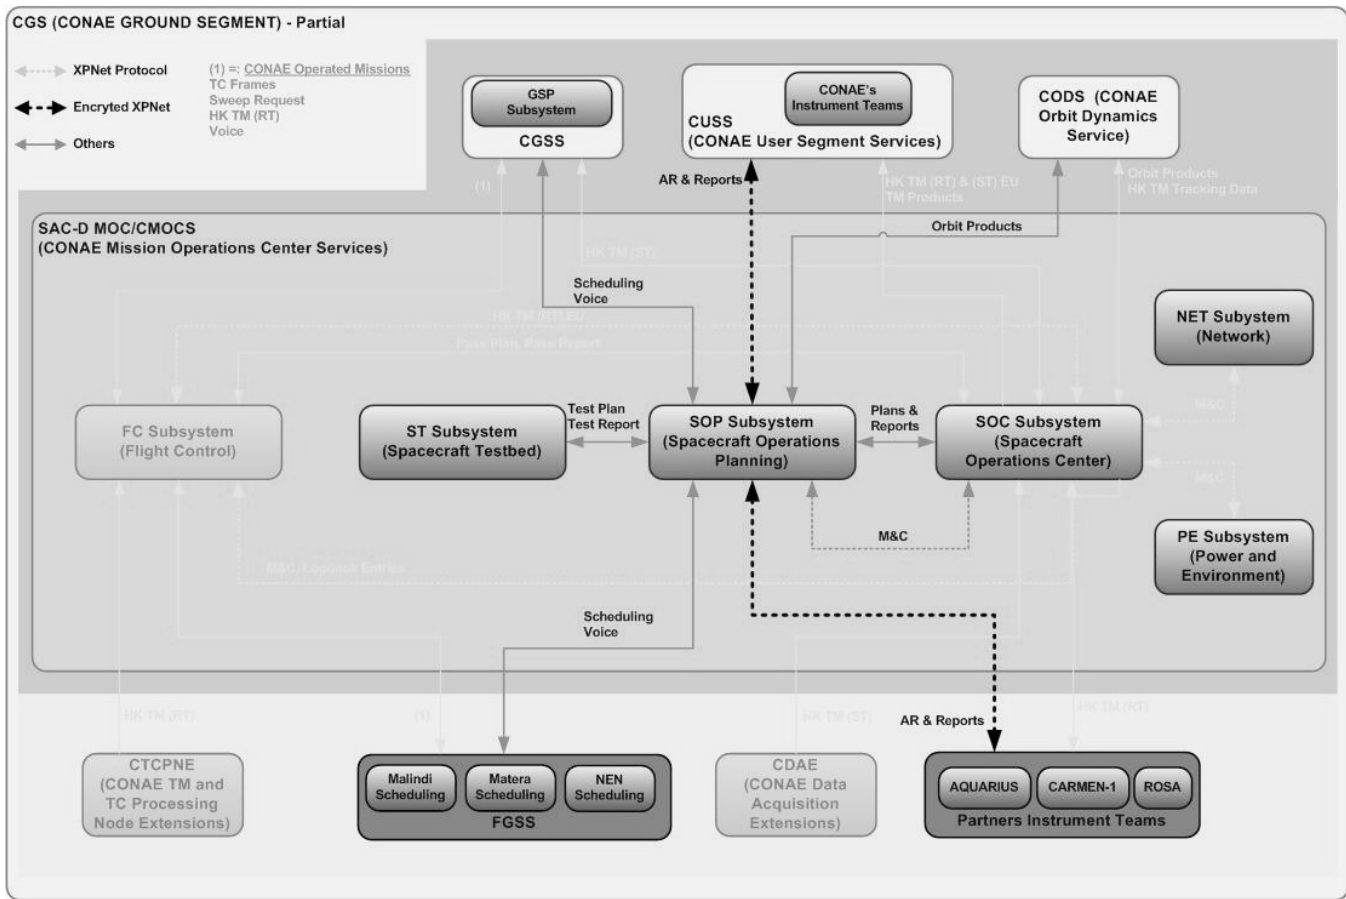 CGS (CONAE GROUND SEGMENT) - Partial
XPNet Protocol
Encryted XPNet
Others
(1) =: CONAE Operated Missions
TC Frames
Sweep Request
HK TM (RT)
Voice
GSP
Subsystem
CGSS
CONAE's
Instrument Teams
CUSS
(CONAE User Segment Services)
CODS (CONAE
Orbit Dynamics
Service)
(1)
AR & Reports
HK TM (RT) & (ST) EU
TM Products
Orbit Products
HK TM Tracking Data
SAC-D MOC/CMOCS
(CONAE Mission Operations Center Services)
Orbit Products
HK TM (ST)
Scheduling
Voice
HK TM (RT) EU
Pass Plan, Pass Report
NET Subystem
(Network)
M&C
FC Subsystem
(Flight Control)
ST Subsystem
(Spacecraft Testbed)
Test Plan
Test Report
SOP Subsystem
(Spacecraft Operations
Planning)
Plans &
Reports
SOC Subsystem
(Spacecraft
Operations Center)
M&C
M&C
PE Subsystem
(Power and
Environment)
M&C, Logbook Entries
Scheduling
Voice
HK TM (RT)
(1)
AR & Reports
HK TM (ST)
HK TM (RT)
CTCPNE
(CONAE TM and
TC Processing
Node Extensions)
Malindi
Scheduling
Matera
Scheduling
NEN
Scheduling
FGSS
CDAE
(CONAE Data
Acquisition
Extensions)
AQUARIUS
CARMEN-1
ROSA
Partners Instrument Teams